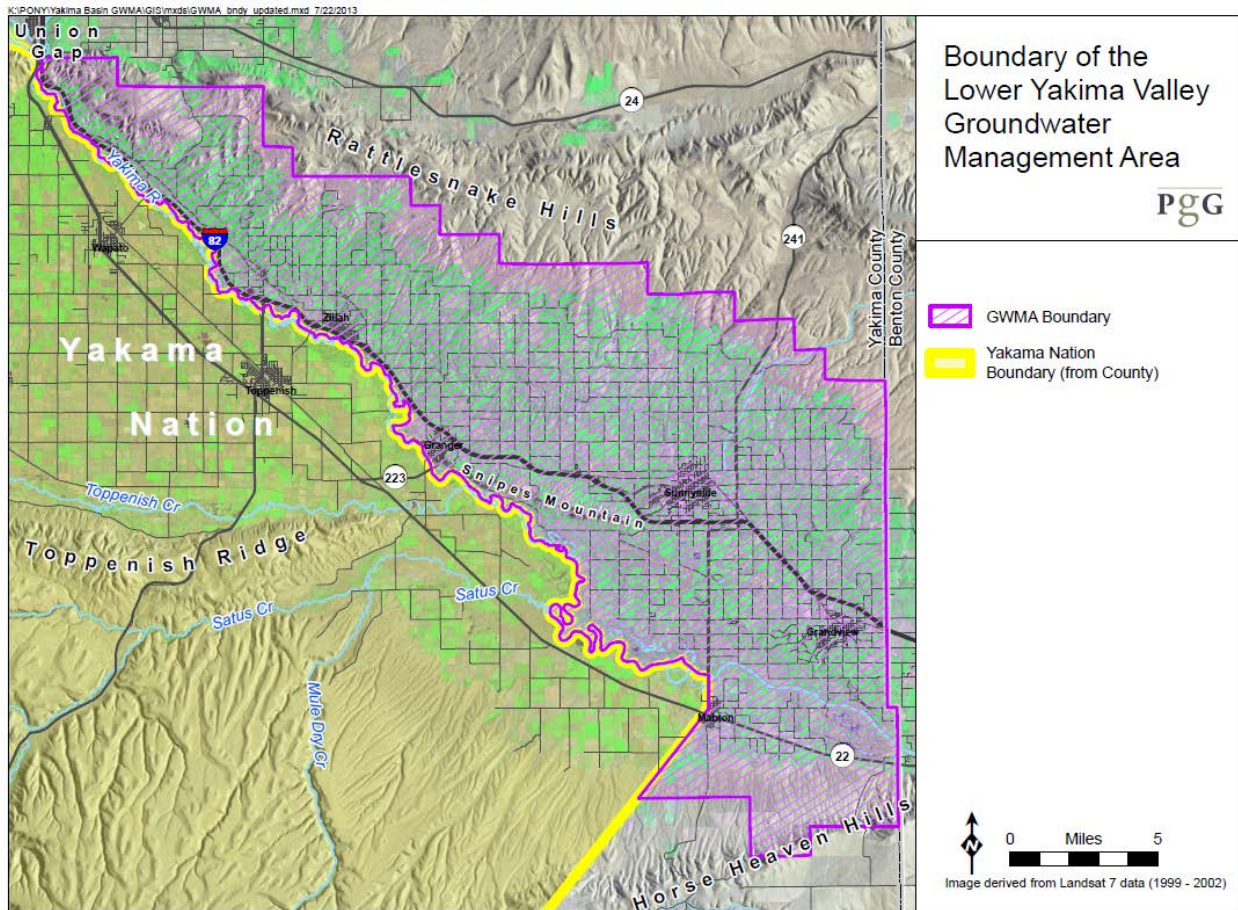 K:\PONY\Yakima Basin GWMA\GIS\mxds\GWMA_bndy_updated.mxd 7/22/2013
Union
Gap
24
Rattlesnake Hills
Yakima R
241
Yakima County
Benton County
Wapato
82
Zillah
Yakama
Nation
Toppenish
Granger
223
Snipes Mountain
Sunnyside
Toppenish Cr
Toppenish Ridge
Satus Cr
Satus Cr
Grandview
Mule Dry Cr
Mabton
22
Horse Heaven Hills
Boundary of the
Lower Yakima Valley
Groundwater
Management Area
PgG
GWMA Boundary
Yakama Nation
Boundary (from County)
N
0 Miles 5
Image derived from Landsat 7 data (1999 - 2002)